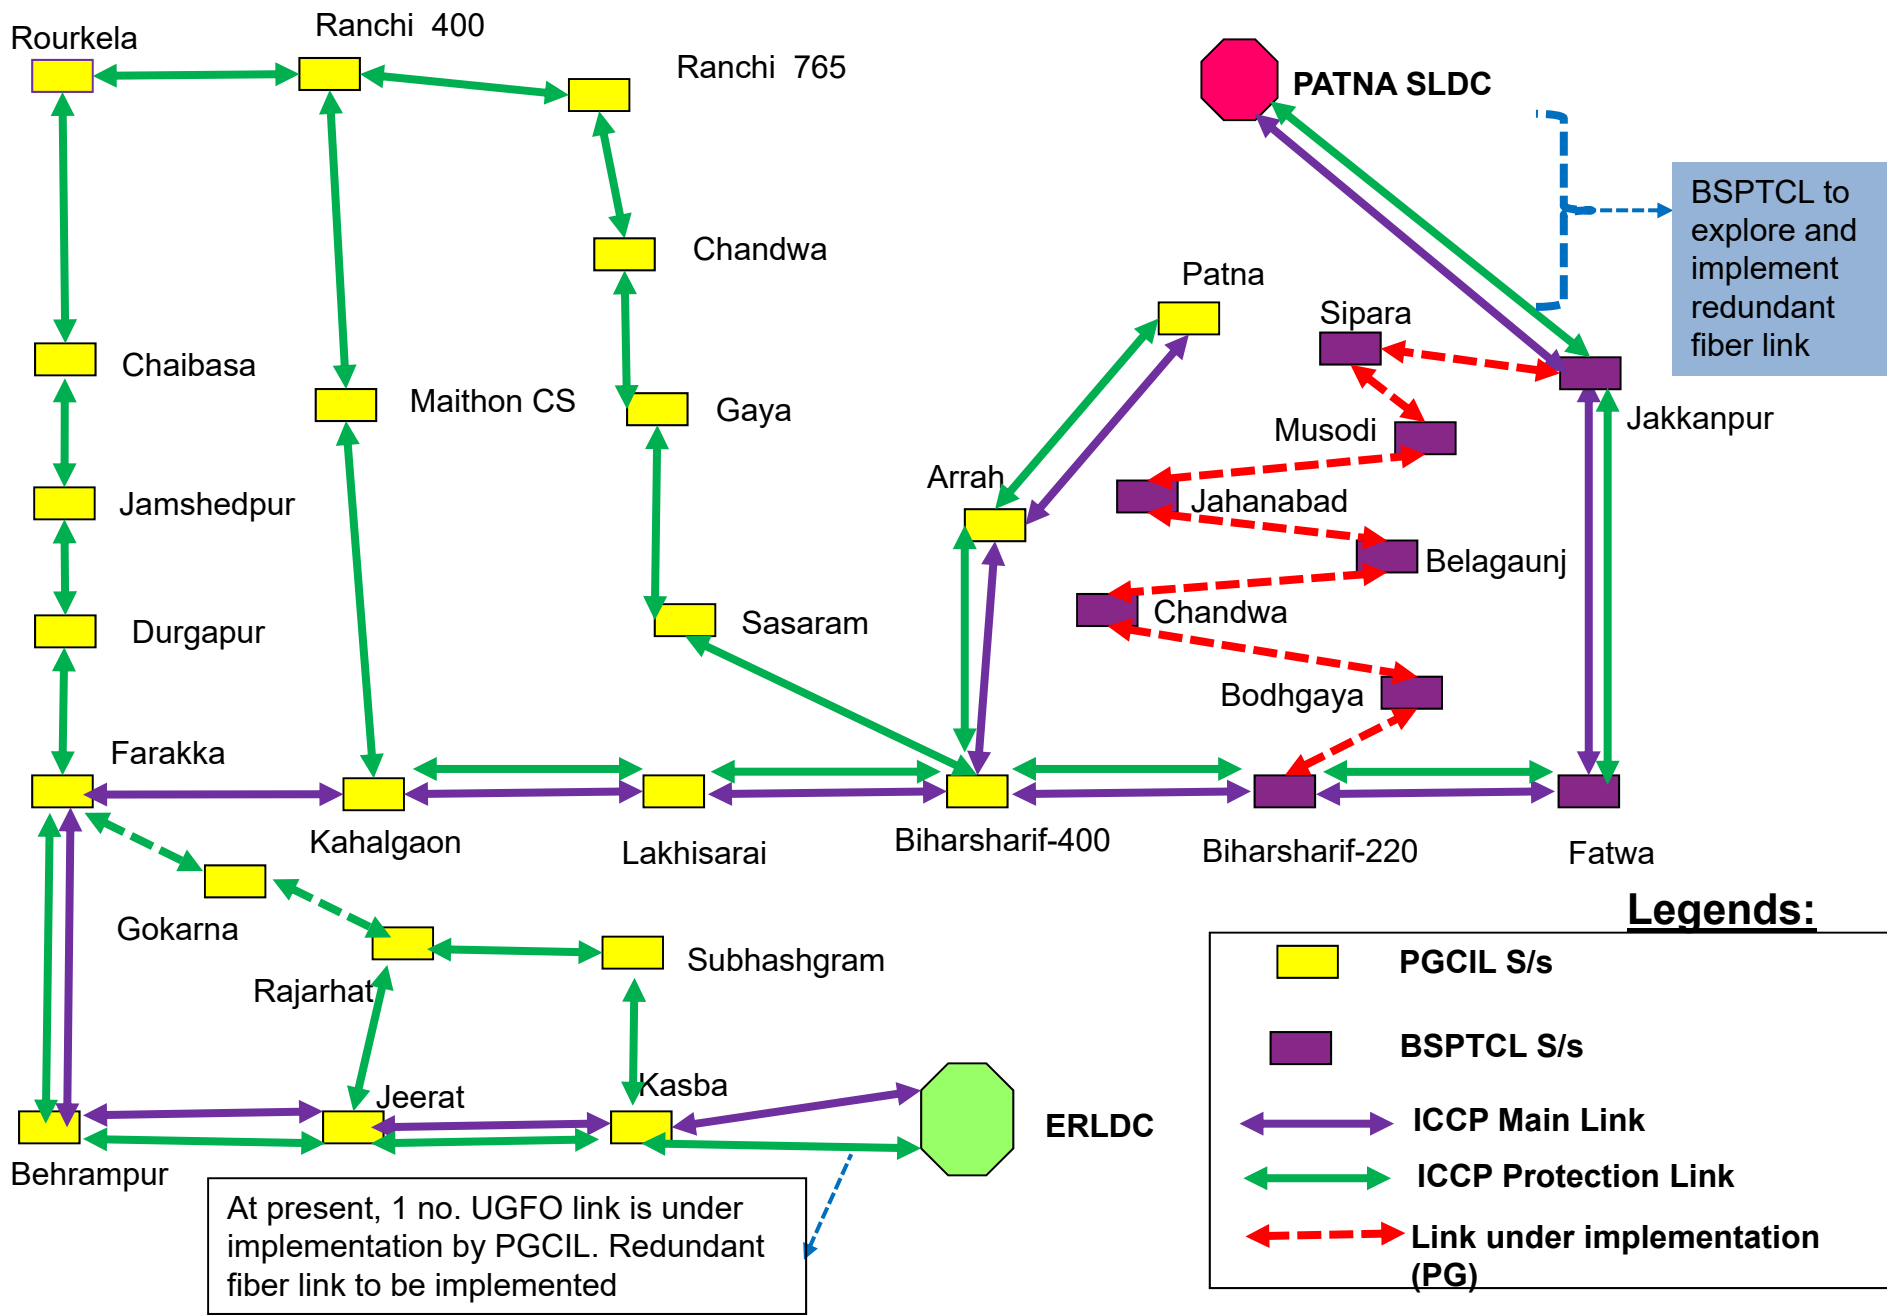 Rourkela
Ranchi  400
Ranchi  765
PATNA SLDC
BSPTCL to
explore and
implement
redundant
fiber link
Chandwa
Patna
Sipara
Chaibasa
Maithon CS
Gaya
Musodi
Jakkanpur
Arrah
Jamshedpur
Jahanabad
Belagaunj
Durgapur
Sasaram
Chandwa
Bodhgaya
Farakka
Kahalgaon
Lakhisarai
Biharsharif-400
Biharsharif-220
Fatwa
Gokarna
Rajarhat
Subhashgram
Jeerat
Kasba
ERLDC
Behrampur
At present, 1 no. UGFO link is under
implementation by PGCIL. Redundant
fiber link to be implemented
Legends:
PGCIL S/s
BSPTCL S/s
ICCP Main Link
ICCP Protection Link
Link under implementation
(PG)